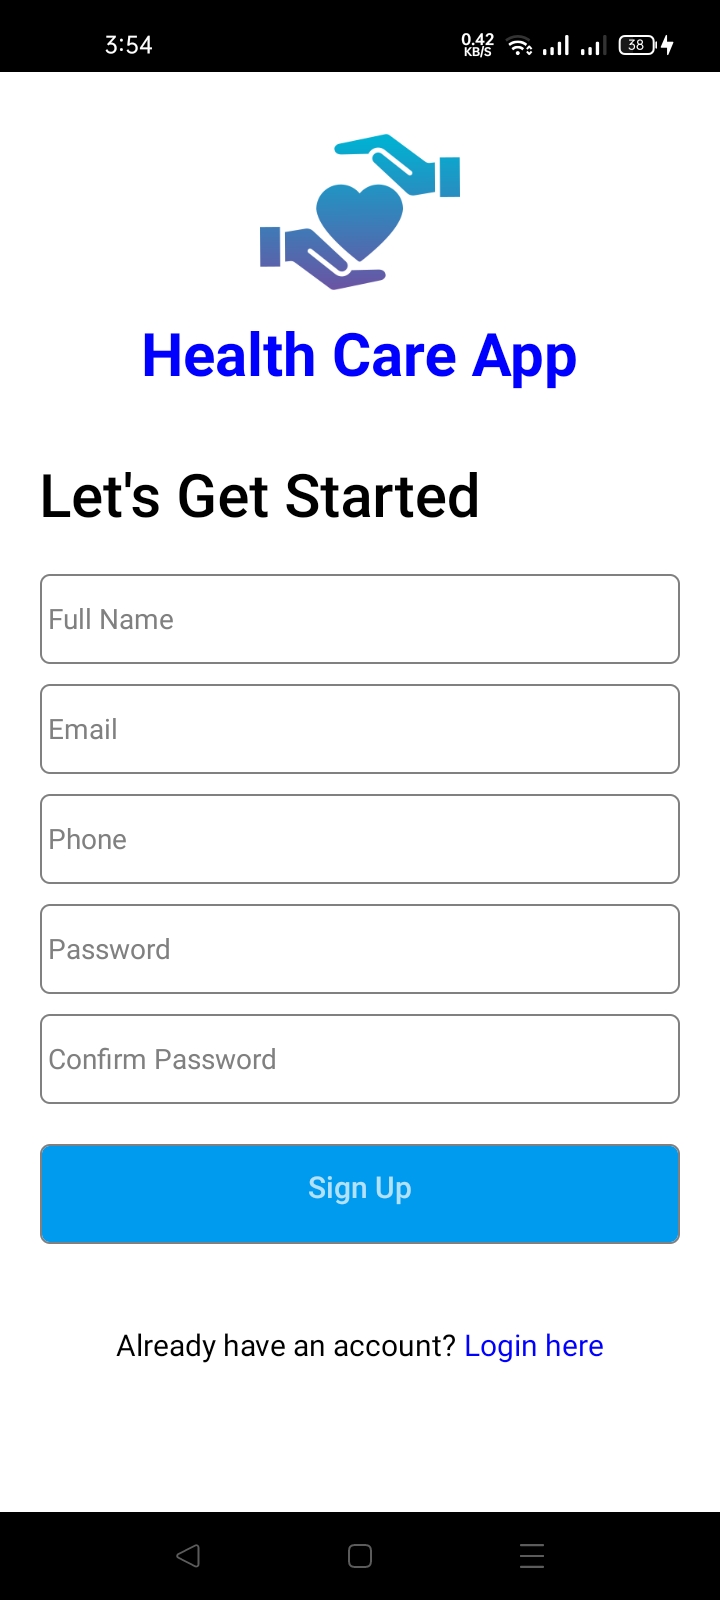 3:54
0.42
KB/S
38
Health Care App
Let's Get Started
Full Name
Email
Phone
Password
Confirm Password
Sign Up
Already have an account? Login here